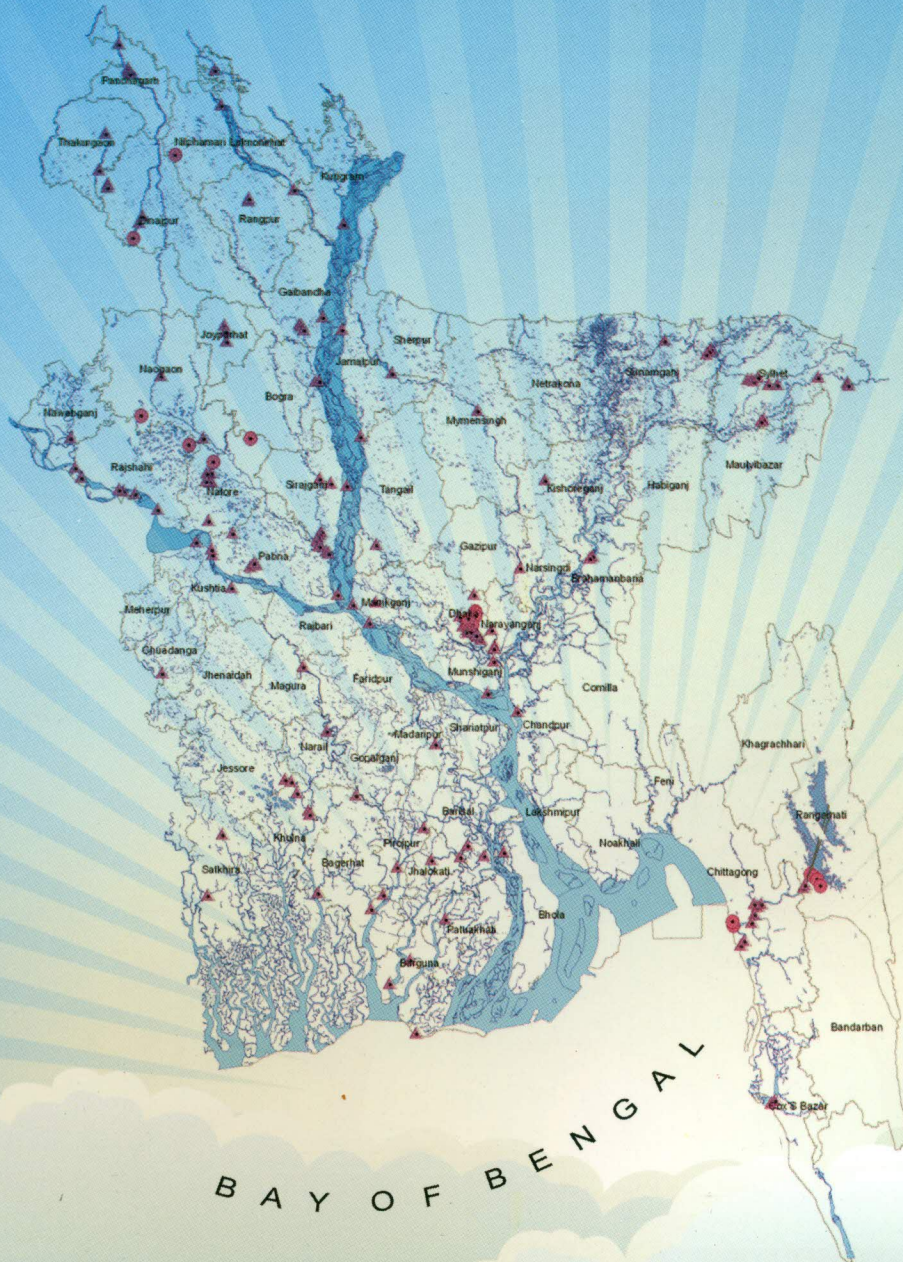 Panchagarh
Thakurgaon
Nilphamari
Lalmonirhat
Kurigram
Dinajpur
Rangpur
Gaibandha
Joypurhat
Sherpur
Jamalpur
Naogaon
Bogra
Netrakona
Sunamganj
Sylhet
Nawabganj
Mymensingh
Rajshahi
Maulvibazar
Natore
Sirajganj
Tangail
Kishoreganj
Habiganj
Gazipur
Pabna
Narsingdi
Brahamanbaria
Kushtia
Manikganj
Meherpur
Dhaka
Narayanganj
Rajbari
Chuadanga
Jhenaidah
Magura
Faridpur
Munshiganj
Comilla
Shariatpur
Chandpur
Madaripur
Narail
Gopalganj
Khagrachhari
Jessore
Feni
Barisal
Lakshmipur
Rangamati
Khulna
Pirojpur
Noakhali
Satkhira
Bagerhat
Jhalokati
Chittagong
Bhola
Patuakhali
Barguna
Bandarban
Cox'S Bazar
BAY OF BENGAL